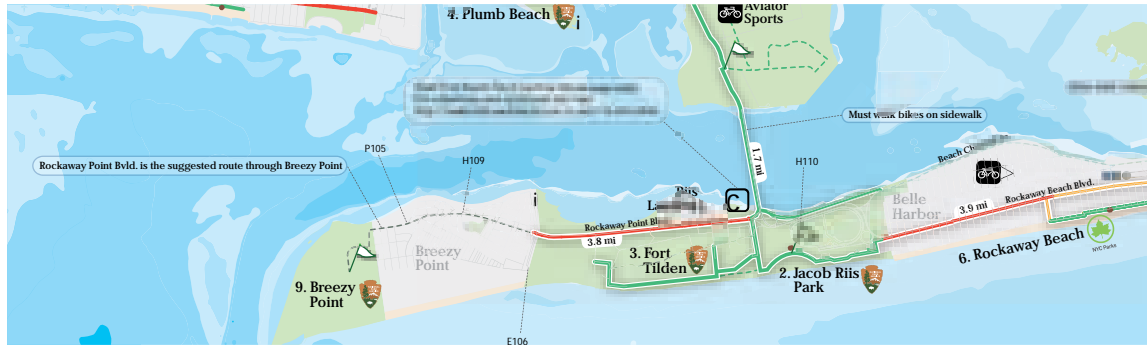 4. Plumb Beach
i
Aviator
Sports
Must walk bikes on sidewalk
P105
H109
Rockaway Point Bvld. is the suggested route through Breezy Point
1.7 mi
H110
Beach
i
Riis
C
Rockaway Point
3.8 mi
Belle
Harbor
3.9 mi
Rockaway Beach Blvd.
Breezy
Point
3. Fort
Tilden
2. Jacob Riis
Park
6. Rockaway Beach
NYC Parks
9. Breezy
Point
E106